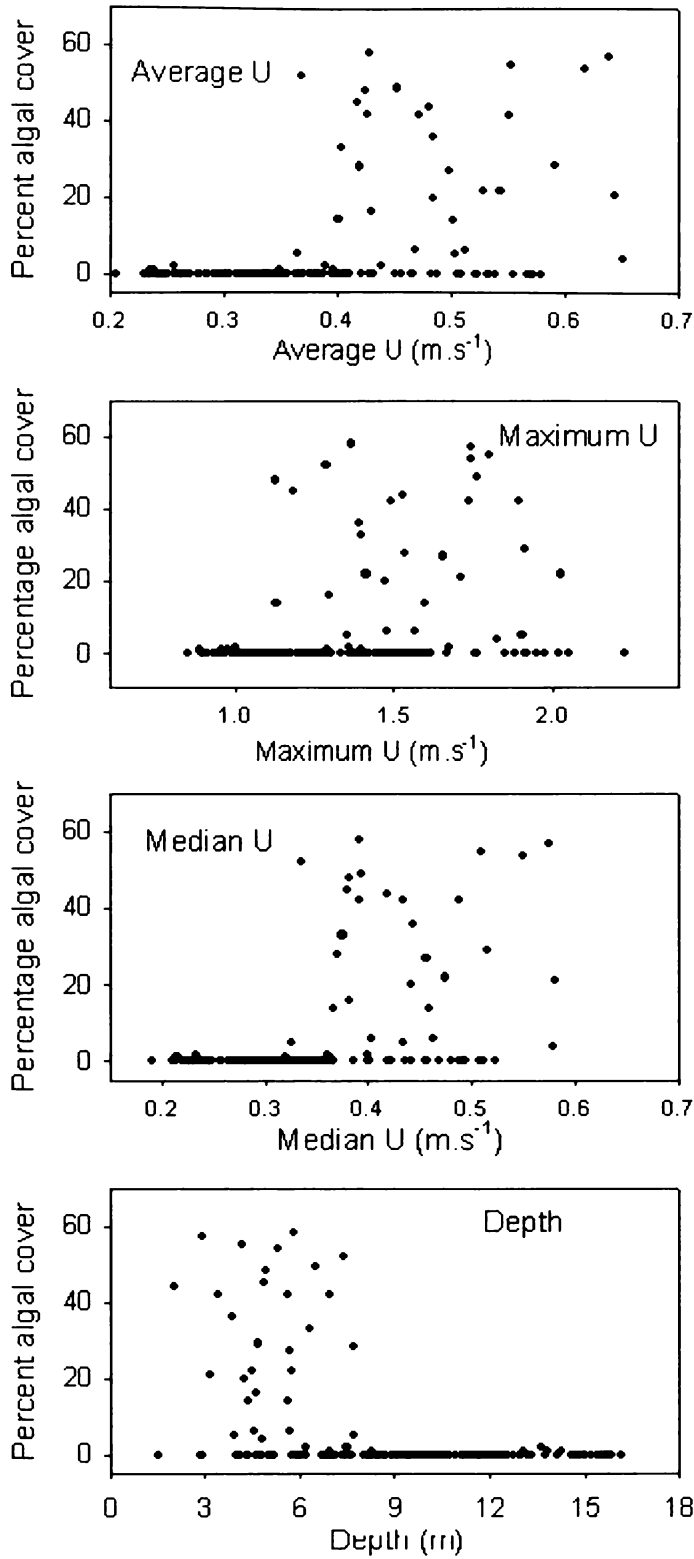 Percent algal cover
60
40
20
0
Average U
0.2 0.3 0.4 0.5 0.6 0.7
Average U (m.s⁻¹)
Percentage algal cover
60
40
20
0
Maximum U
1.0 1.5 2.0
Maximum U (m.s⁻¹)
Percentage algal cover
60
40
20
0
Median U
0.2 0.3 0.4 0.5 0.6 0.7
Median U (m.s⁻¹)
Percent algal cover
60
40
20
0
Depth
0 3 6 9 12 15 18
Depth (m)